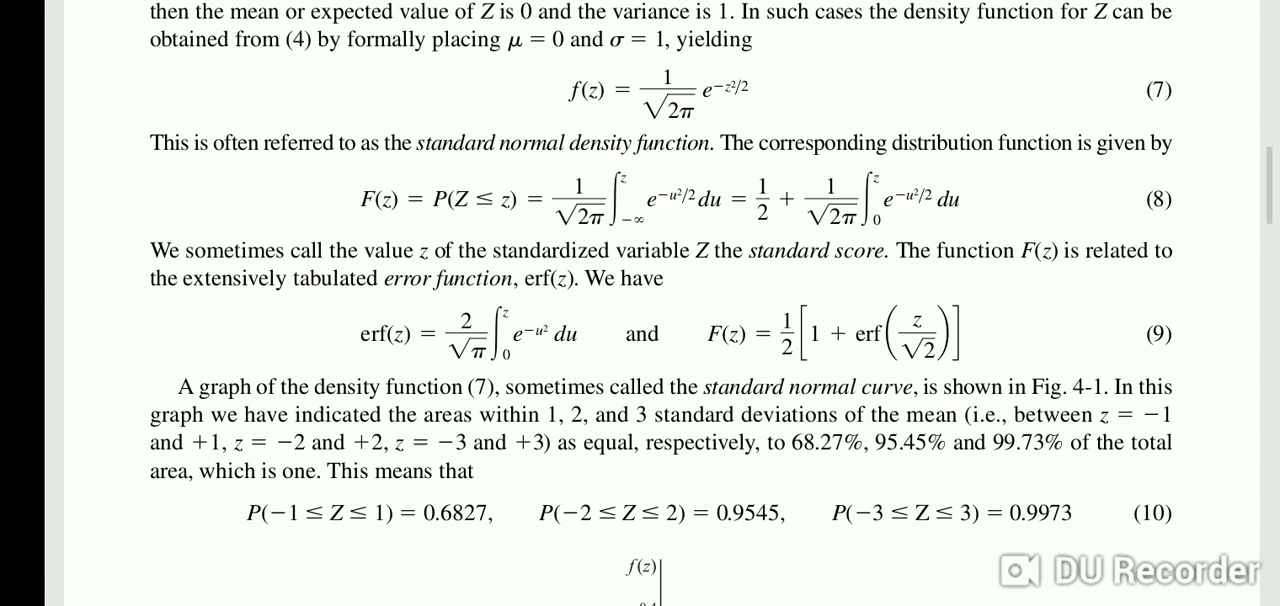 then the mean or expected value of Z is 0 and the variance is 1. In such cases the density function for Z can be
obtained from (4) by formally placing μ = 0 and σ = 1, yielding
f(z) = 1/√2π e^−z²/2 (7)
This is often referred to as the standard normal density function. The corresponding distribution function is given by
F(z) = P(Z ≤ z) = 1/√2π ∫_−∞^z e^−u²/2 du = 1/2 + 1/√2π ∫_0^z e^−u²/2 du (8)
We sometimes call the value z of the standardized variable Z the standard score. The function F(z) is related to
the extensively tabulated error function, erf(z). We have
erf(z) = 2/√π ∫_0^z e^−u² du and F(z) = 1/2 [1 + erf(z/√2)] (9)
A graph of the density function (7), sometimes called the standard normal curve, is shown in Fig. 4-1. In this
graph we have indicated the areas within 1, 2, and 3 standard deviations of the mean (i.e., between z = −1
and +1, z = −2 and +2, z = −3 and +3) as equal, respectively, to 68.27%, 95.45% and 99.73% of the total
area, which is one. This means that
P(−1 ≤ Z ≤ 1) = 0.6827, P(−2 ≤ Z ≤ 2) = 0.9545, P(−3 ≤ Z ≤ 3) = 0.9973 (10)
f(z)
DU Recorder